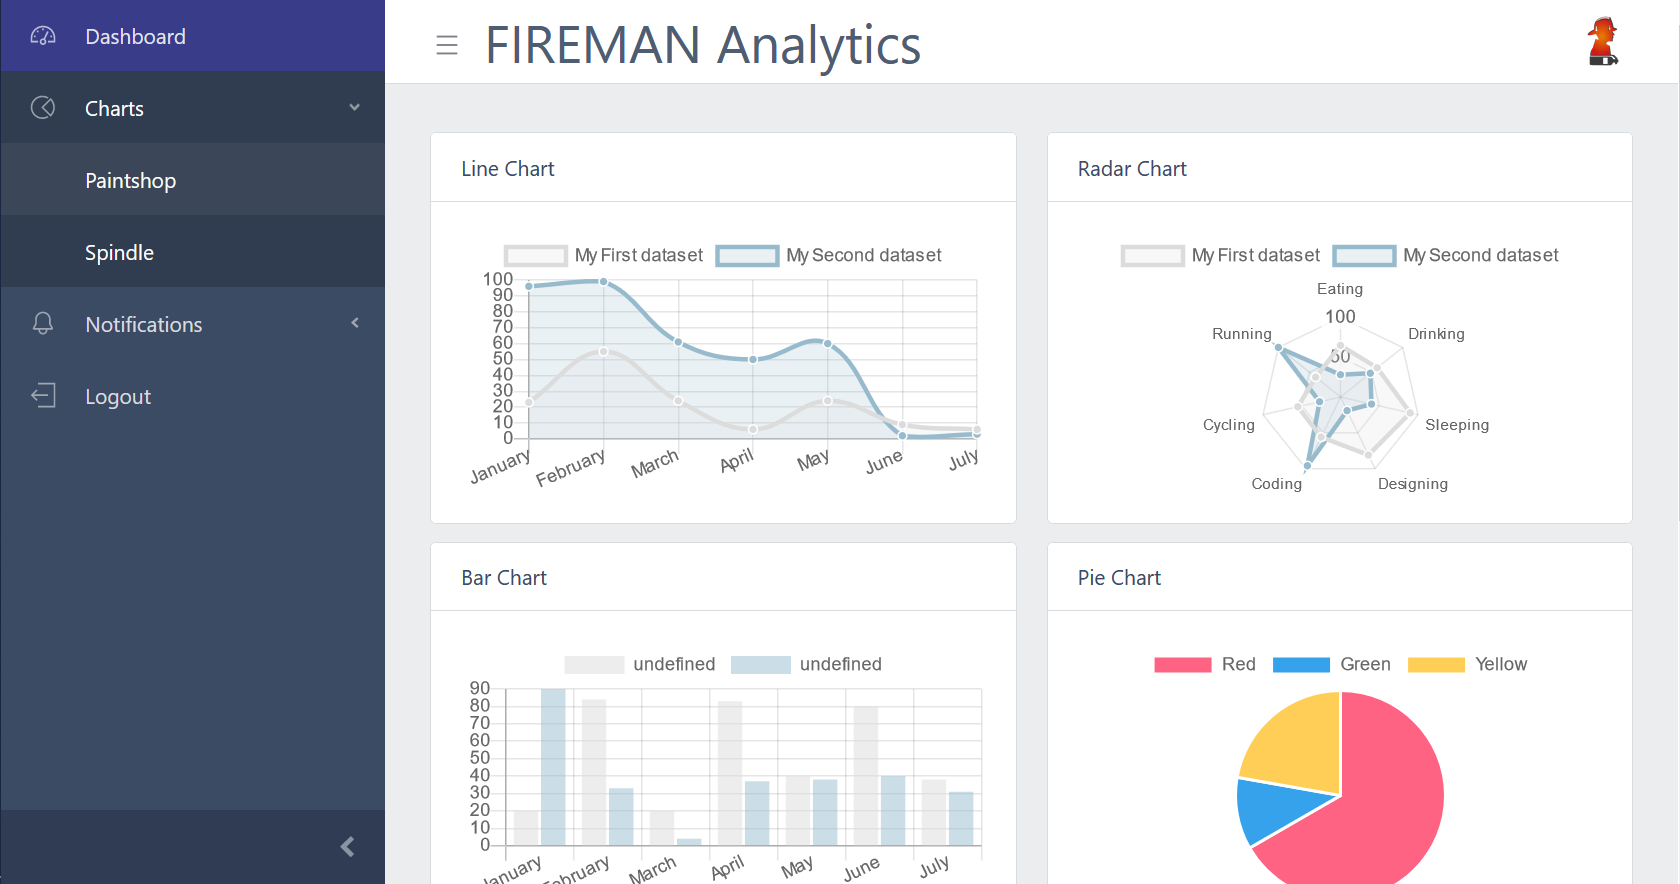 Dashboard
Charts
Paintshop
Spindle
Notifications
Logout
FIREMAN Analytics
Line Chart
My First dataset My Second dataset
100
90
80
70
60
50
40
30
20
10
0
January February March April May June July
Radar Chart
My First dataset My Second dataset
Eating
100
Running Drinking
50
Cycling Sleeping
Coding Designing
Bar Chart
undefined undefined
90
80
70
60
50
40
30
20
10
0
January February March April May June July
Pie Chart
Red Green Yellow